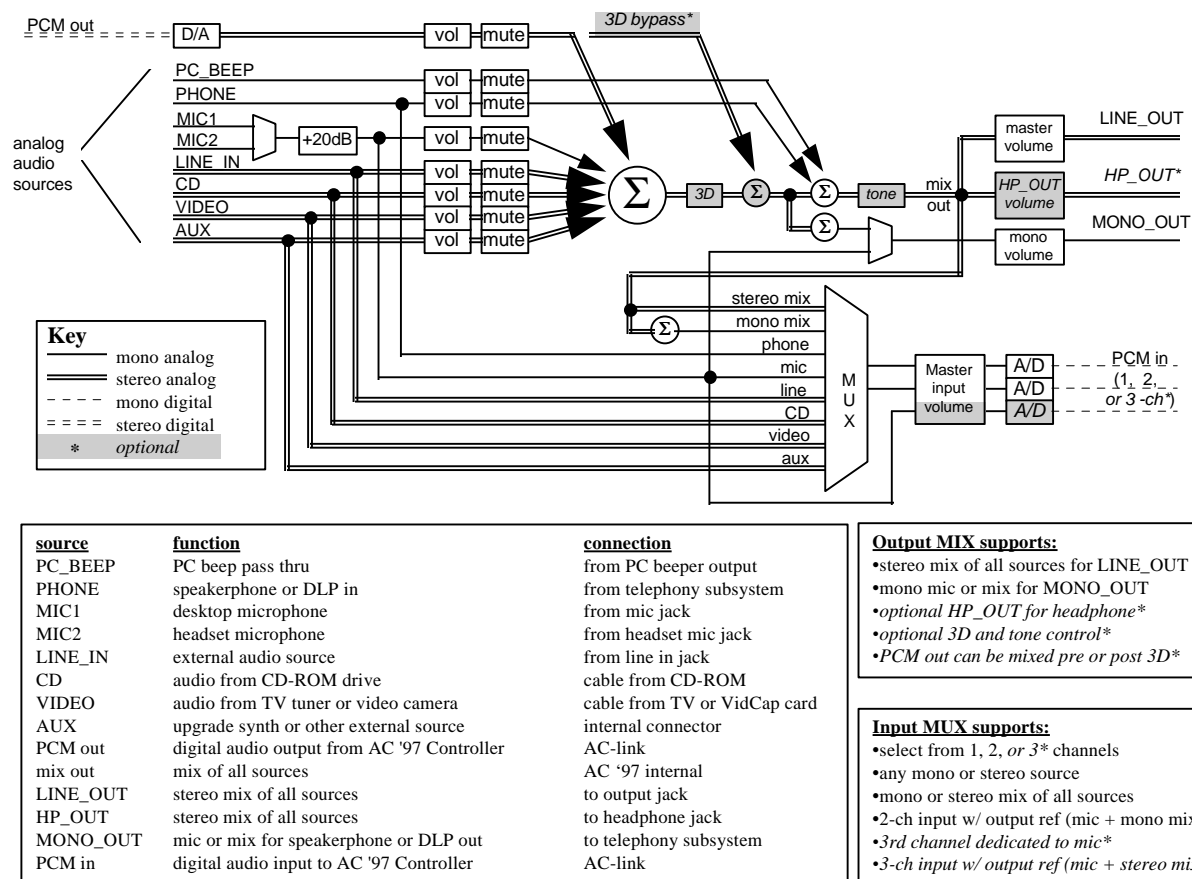 PCM out
D/A
vol
mute
3D bypass*
analog
audio
sources
PC_BEEP
vol
mute
PHONE
vol
mute
MIC1
MIC2
+20dB
vol
mute
LINE_IN
vol
mute
CD
vol
mute
VIDEO
vol
mute
AUX
vol
mute
Σ
3D
Σ
Σ
tone
mix
out
Σ
master
volume
LINE_OUT
HP_OUT
volume
HP_OUT*
mono
volume
MONO_OUT
stereo mix
Σ
mono mix
phone
mic
line
CD
video
aux
M
U
X
Master
input
volume
A/D
A/D
A/D
PCM in
(1, 2,
or 3 -ch*)
Key
mono analog
stereo analog
mono digital
stereo digital
* optional
source function connection
PC_BEEP PC beep pass thru from PC beeper output
PHONE speakerphone or DLP in from telephony subsystem
MIC1 desktop microphone from mic jack
MIC2 headset microphone from headset mic jack
LINE_IN external audio source from line in jack
CD audio from CD-ROM drive cable from CD-ROM
VIDEO audio from TV tuner or video camera cable from TV or VidCap card
AUX upgrade synth or other external source internal connector
PCM out digital audio output from AC '97 Controller AC-link
mix out mix of all sources AC '97 internal
LINE_OUT stereo mix of all sources to output jack
HP_OUT stereo mix of all sources to headphone jack
MONO_OUT mic or mix for speakerphone or DLP out to telephony subsystem
PCM in digital audio input to AC '97 Controller AC-link
Output MIX supports:
•stereo mix of all sources for LINE_OUT
•mono mic or mix for MONO_OUT
•optional HP_OUT for headphone*
•optional 3D and tone control*
•PCM out can be mixed pre or post 3D*
Input MUX supports:
•select from 1, 2, or 3* channels
•any mono or stereo source
•mono or stereo mix of all sources
•2-ch input w/ output ref (mic + mono mix
•3rd channel dedicated to mic*
•3-ch input w/ output ref (mic + stereo mi